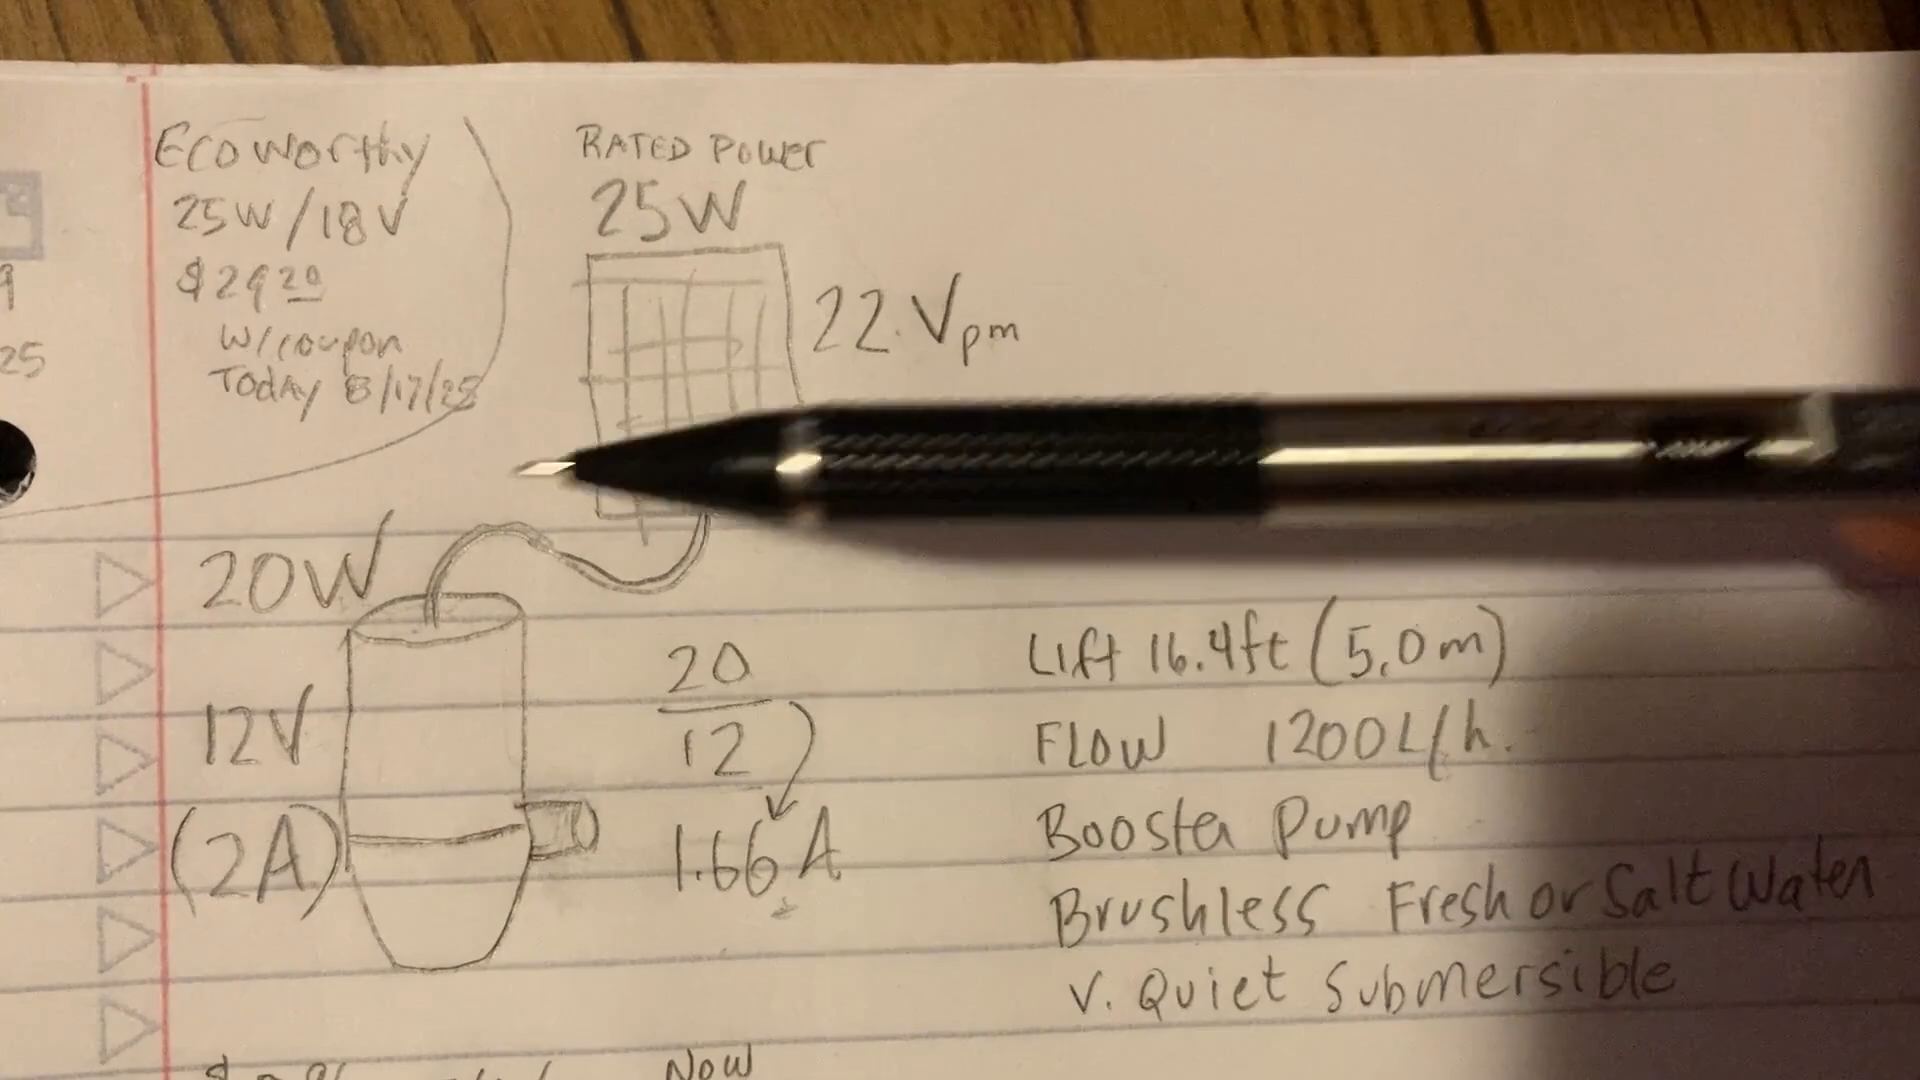 Ecoworthy
25W/18V
$29 20
W/coupon
Today 8/17/25
RATED POWER
25W
22.Vpm
9
25
20W
12V
(2A)
20
12
1.66A
Lift 16.4ft (5.0m)
FLOW 1200L/h.
Booster Pump
Brushless Fresh or Salt Water
V. Quiet Submersible
Now